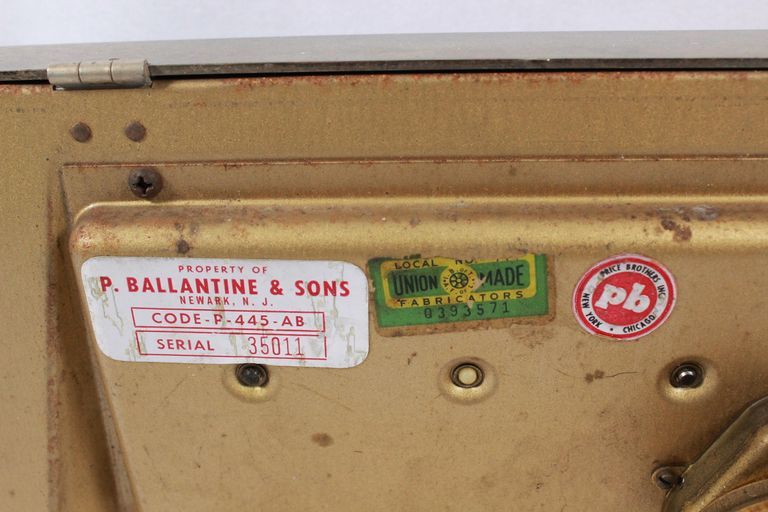 PROPERTY OF
P. BALLANTINE & SONS
NEWARK, N. J.
CODE-P-445-AB
SERIAL 35011
LOCAL NO.
UNION MADE
FABRICATORS
0393571
PRICE BROTHERS INC.
pb
NEW YORK • CHICAGO